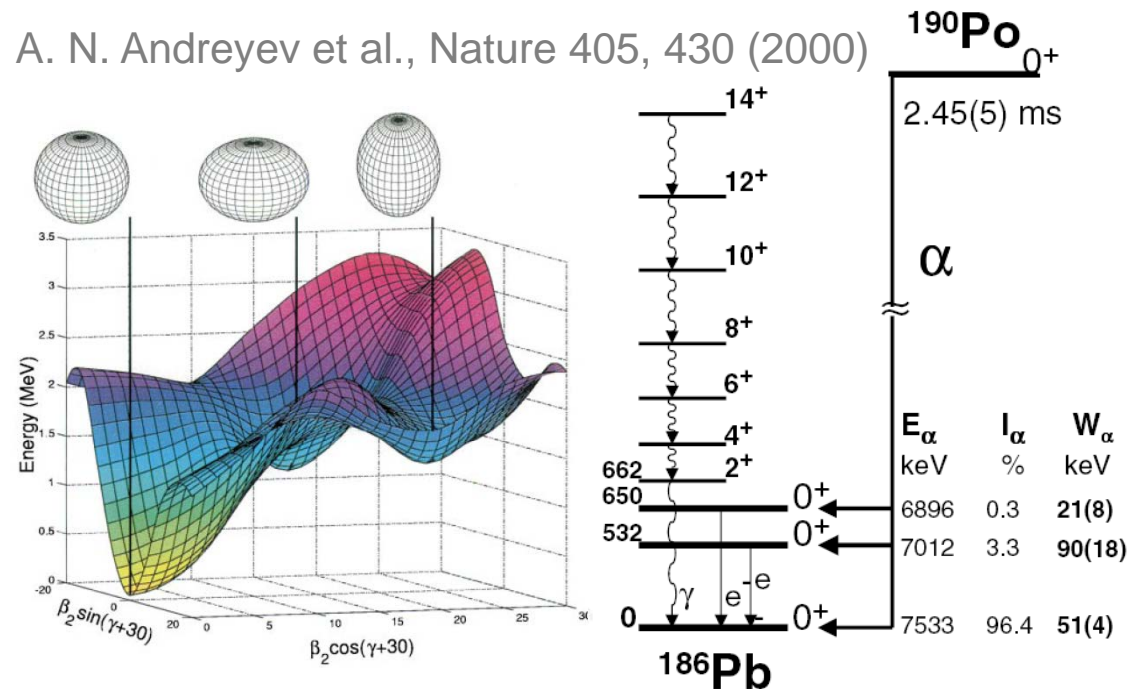 A. N. Andreyev et al., Nature 405, 430 (2000)
3.5
3
2.5
2
1.5
1
0.5
0
Energy (MeV)
-20
0
20
β₂sin(γ+30)
0
5
10
15
20
25
30
β₂cos(γ+30)
¹⁹⁰Po
0⁺
2.45(5) ms
α
14⁺
12⁺
10⁺
8⁺
6⁺
4⁺
662 2⁺
650 0⁺
532 0⁺
γ e⁻ e⁻
0 0⁺
¹⁸⁶Pb
E_α I_α W_α
keV % keV
6896 0.3 21(8)
7012 3.3 90(18)
7533 96.4 51(4)